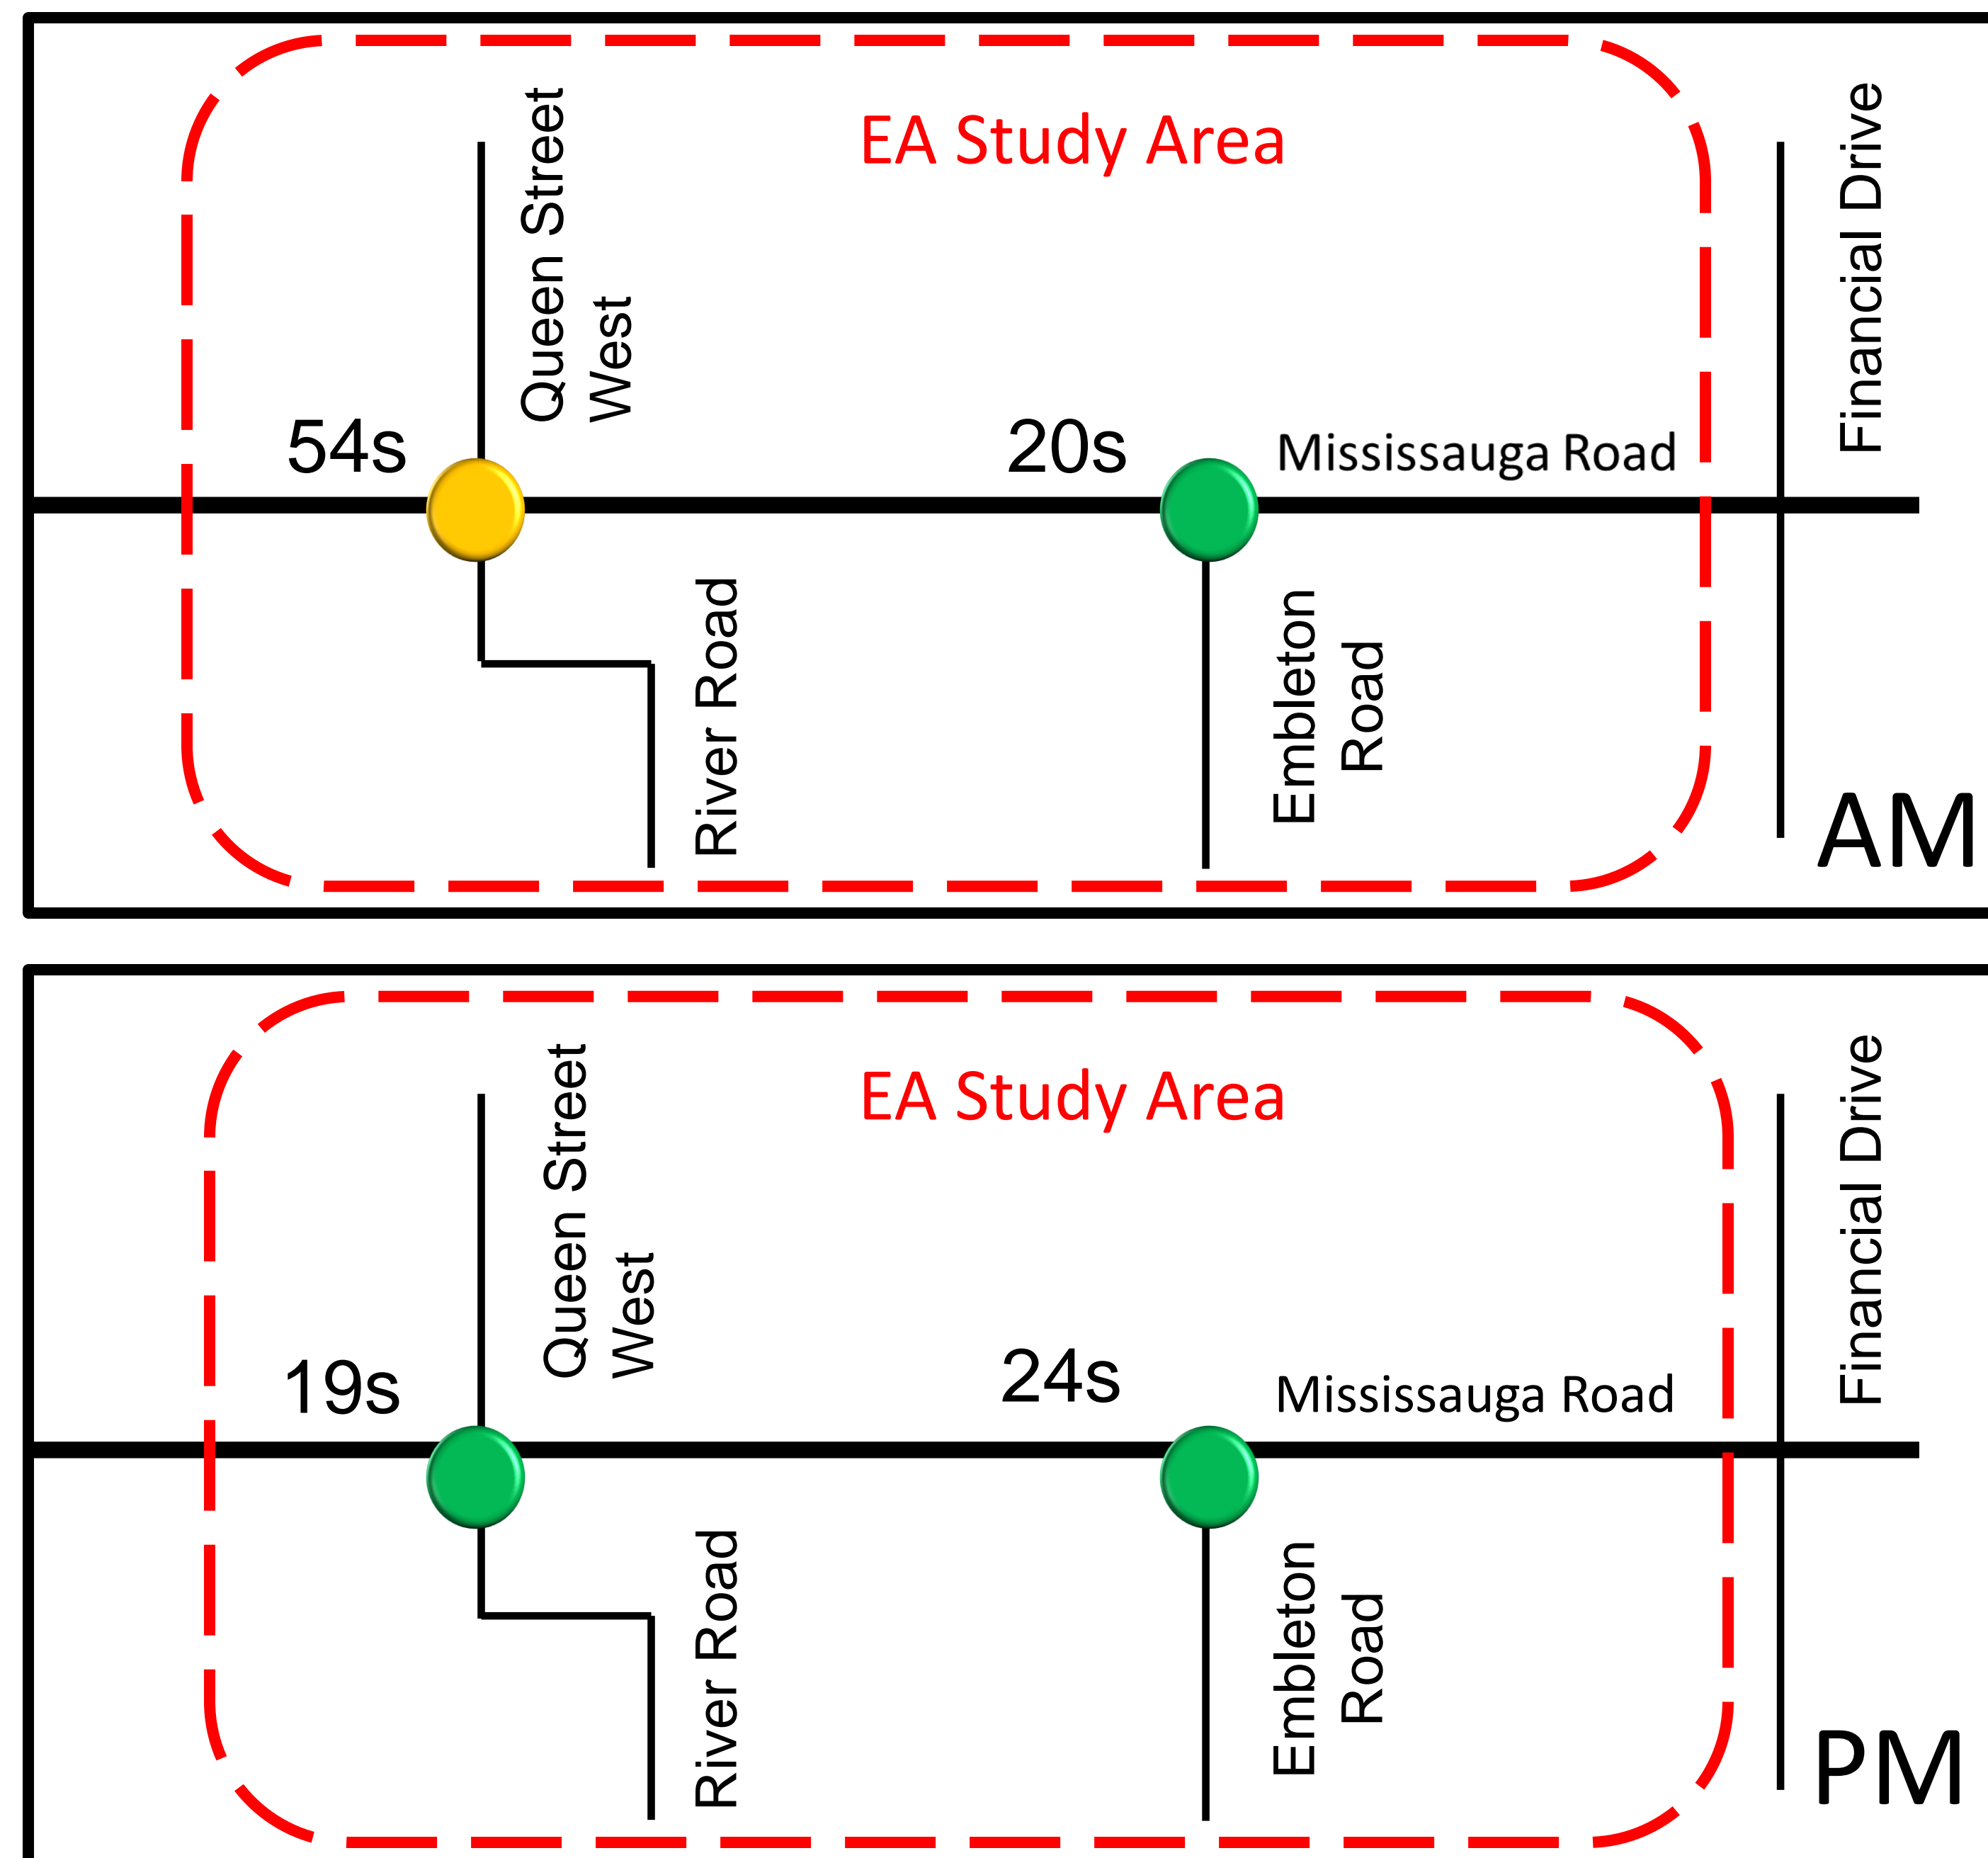 EA Study Area
Queen Street
West
Financial Drive
54s
20s
Mississauga Road
River Road
Embleton
Road
AM
EA Study Area
Queen Street
West
Financial Drive
19s
24s
Mississauga Road
River Road
Embleton
Road
PM